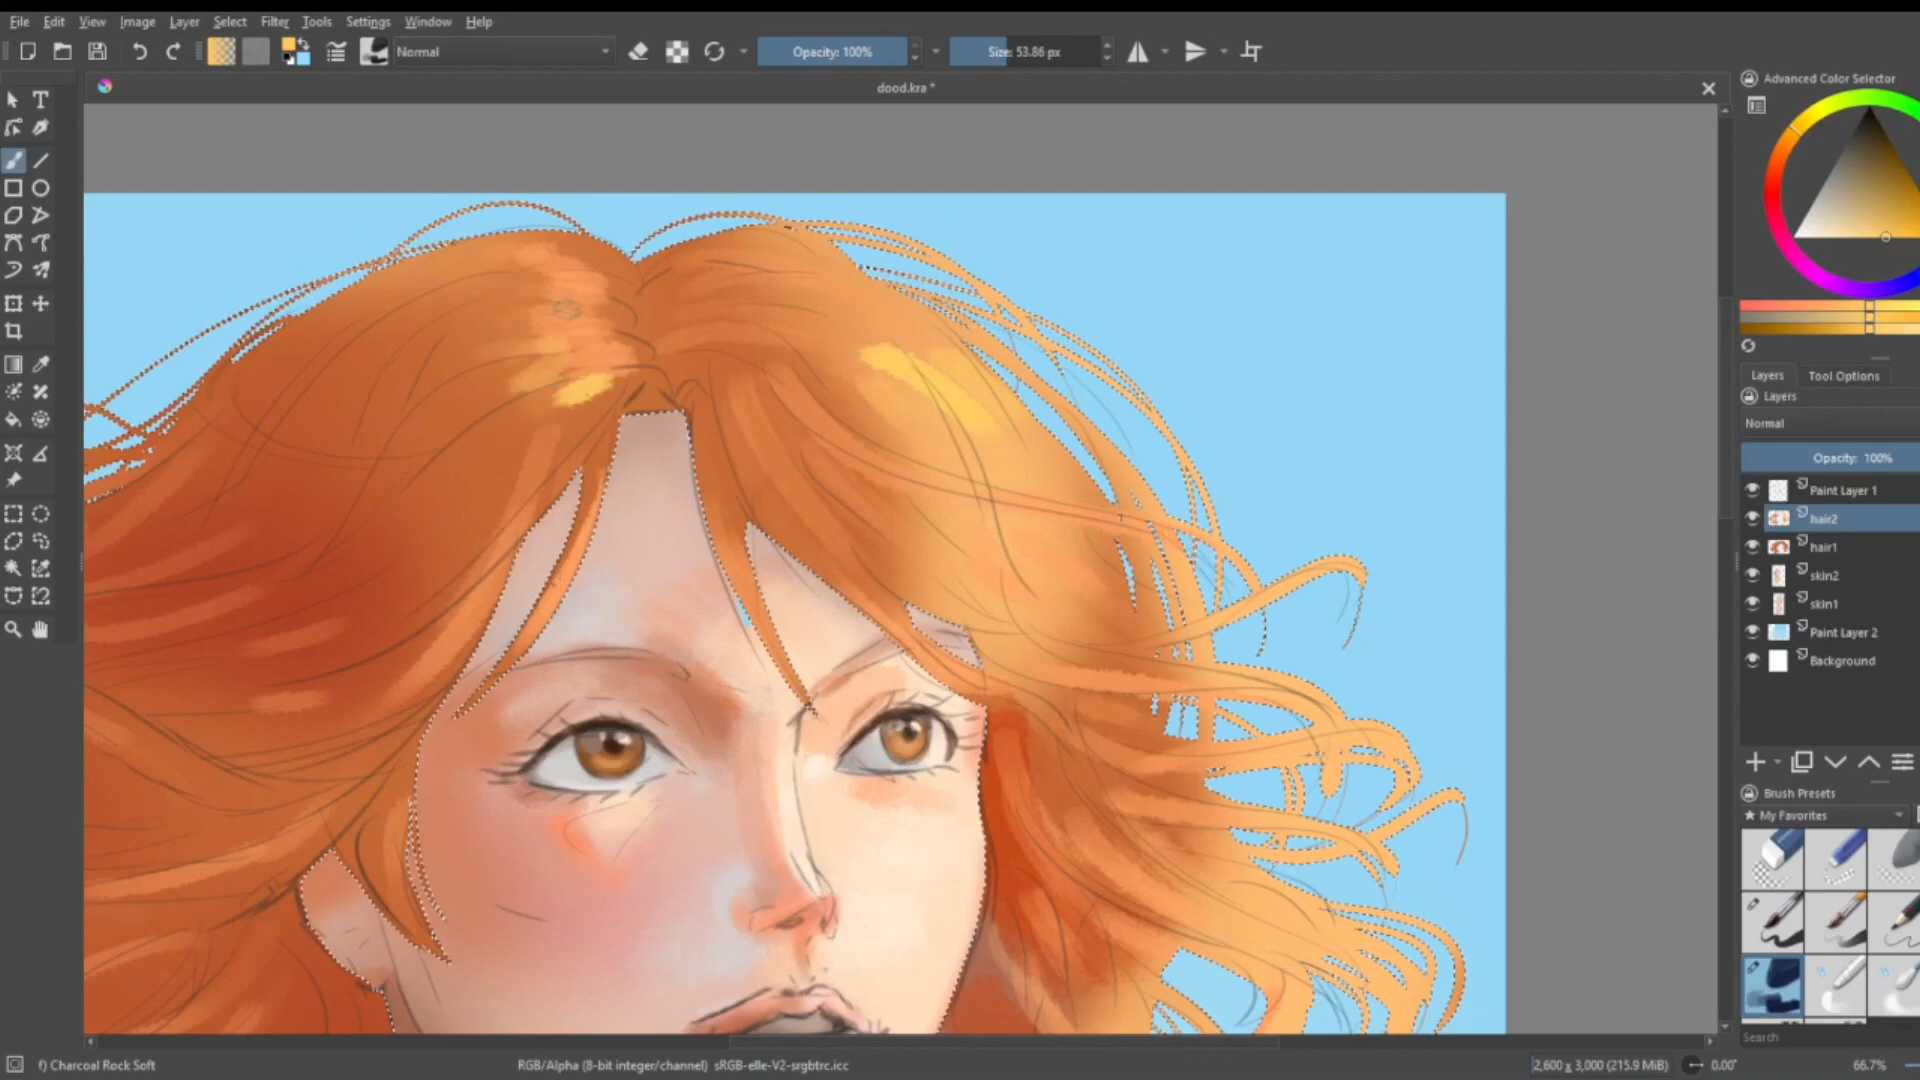 File Edit View Image Layer Select Filter Tools Settings Window Help
Normal Opacity: 100% Size: 53.86 px
dood.kra *
Advanced Color Selector
Layers Tool Options
Layers
Normal
Opacity: 100%
Paint Layer 1
hair2
hair1
skin2
skin1
Paint Layer 2
Background
Brush Presets
★ My Favorites
Search
f) Charcoal Rock Soft RGB/Alpha (8-bit integer/channel) sRGB-elle-V2-srgbtrc.icc 2,600 x 3,000 (215.9 MiB) 0.00° 66.7%